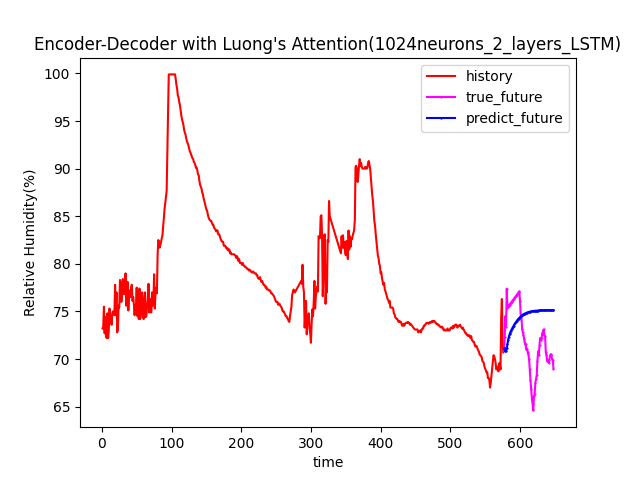 Encoder-Decoder with Luong's Attention(1024neurons_2_layers_LSTM)
history
true_future
predict_future
100
95
90
85
80
75
70
65
Relative Humidity(%)
0 100 200 300 400 500 600
time